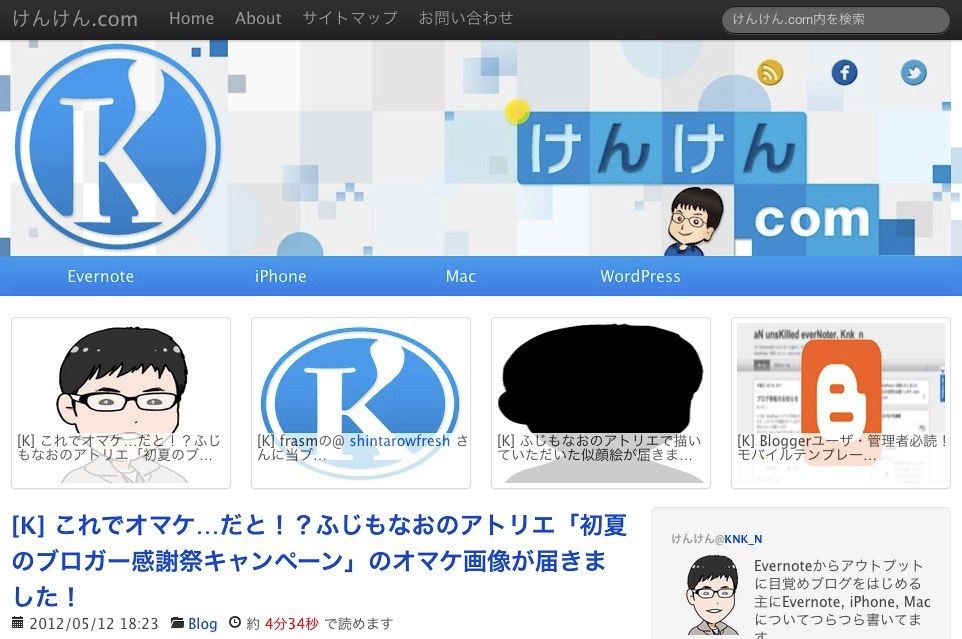 けんけん.com Home About サイトマップ お問い合わせ けんけん.com内を検索
K
けんけん
.com
Evernote iPhone Mac WordPress
aN unsKilled everNoter, Knk_n
K
B
[K] これでオマケ…だと！？ふじ
もなおのアトリエ「初夏のブ…
[K] frasmの@ shintarowfresh さ
んに当ブ…
[K] ふじもなおのアトリエで描い
ていただいた似顔絵が届きま…
[K] Bloggerユーザ・管理者必読！
モバイルテンプレー…
[K] これでオマケ…だと！？ふじもなおのアトリエ「初夏
のブロガー感謝祭キャンペーン」のオマケ画像が届きま
した！
2012/05/12 18:23 Blog 約 4分34秒 で読めます
けんけん@KNK_N
Evernoteからアウトプット
に目覚めブログをはじめる
主にEvernote, iPhone, Mac
についてつらつら書いてま
す。